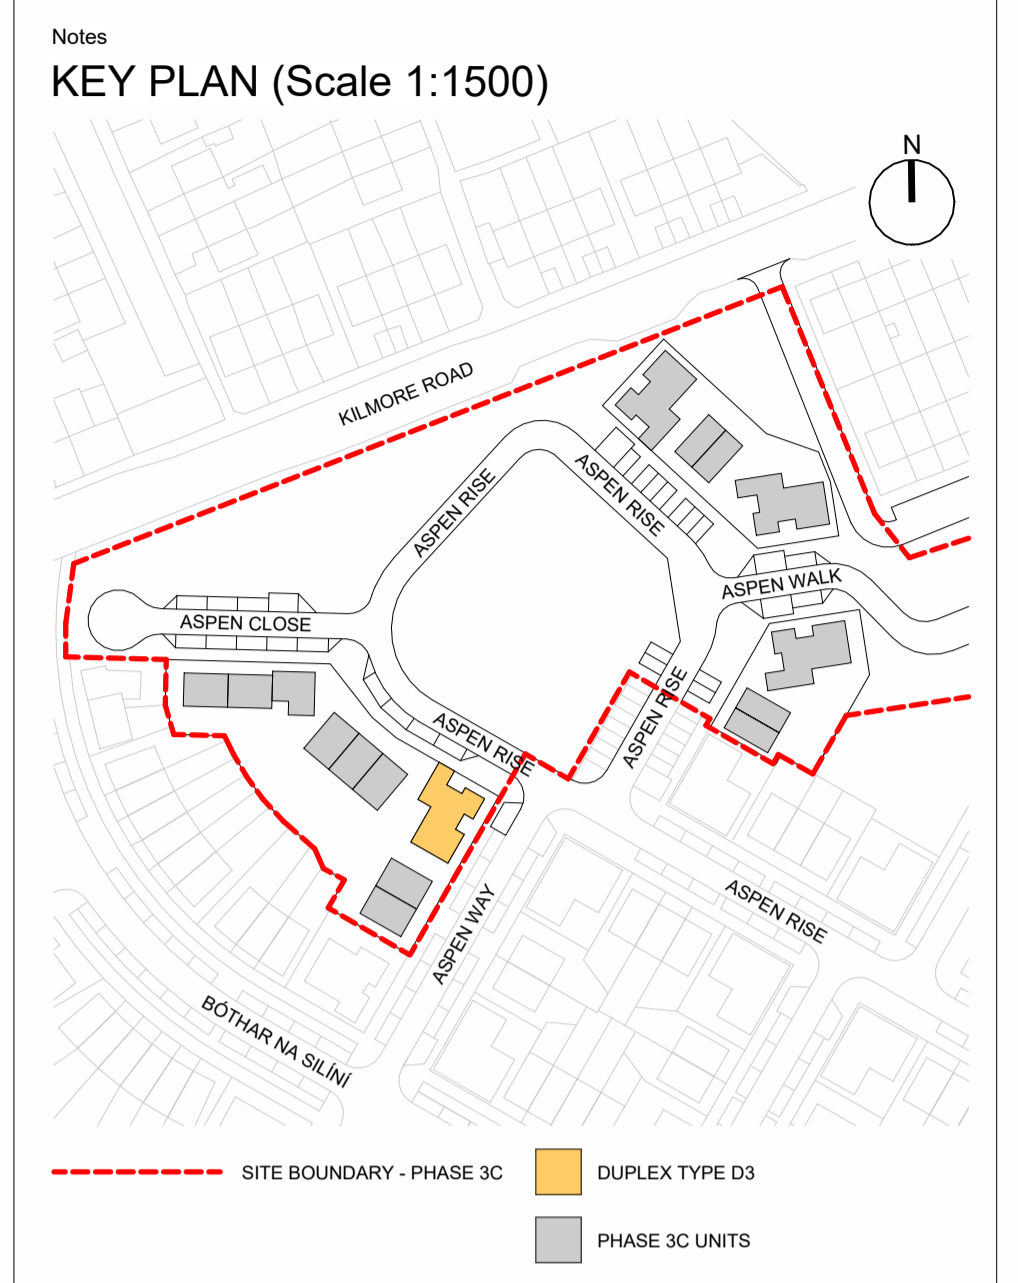 Notes
KEY PLAN (Scale 1:1500)
N
KILMORE ROAD
ASPEN RISE
ASPEN RISE
ASPEN WALK
ASPEN CLOSE
ASPEN RISE
ASPEN RISE
ASPEN RISE
ASPEN WAY
BÓTHAR NA SILÍNÍ
SITE BOUNDARY - PHASE 3C
DUPLEX TYPE D3
PHASE 3C UNITS